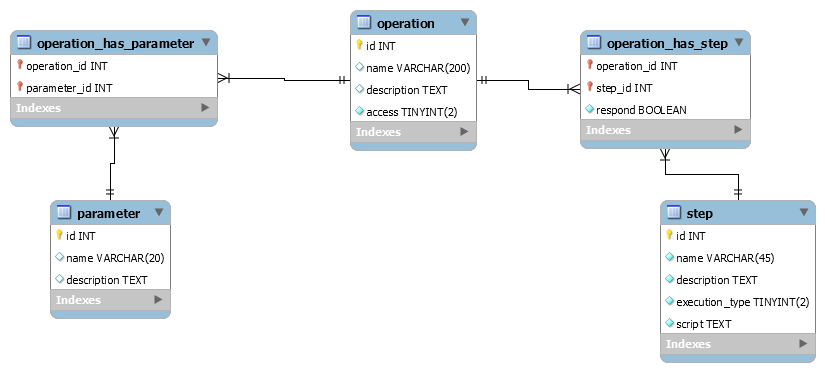 operation_has_parameter
operation_id INT
parameter_id INT
Indexes
operation
id INT
name VARCHAR(200)
description TEXT
access TINYINT(2)
Indexes
operation_has_step
operation_id INT
step_id INT
respond BOOLEAN
Indexes
parameter
id INT
name VARCHAR(20)
description TEXT
Indexes
step
id INT
name VARCHAR(45)
description TEXT
execution_type TINYINT(2)
script TEXT
Indexes